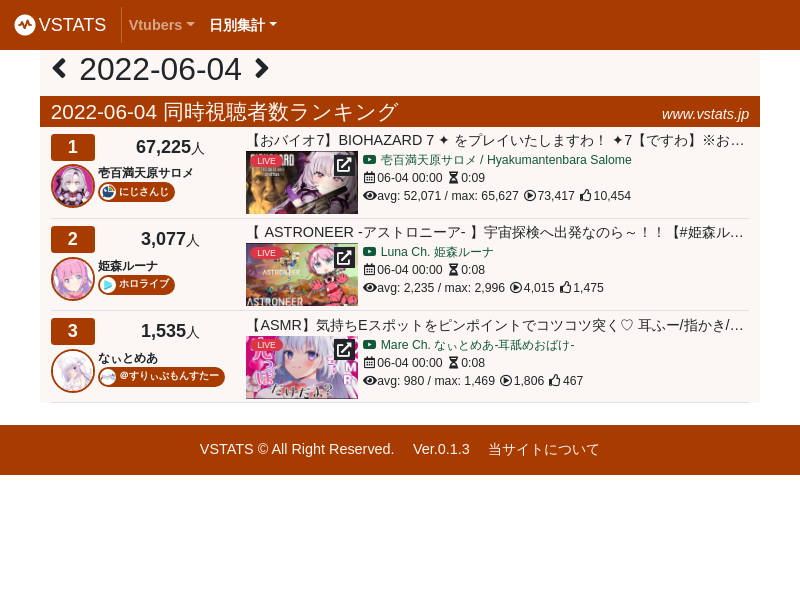 VSTATS Vtubers 日別集計
2022-06-04
2022-06-04 同時視聴者数ランキング www.vstats.jp
1 67,225人
壱百満天原サロメ
にじさんじ
【おバイオ7】BIOHAZARD 7 ✦ をプレイいたしますわ！ ✦7【ですわ】※お…
LIVE
壱百満天原サロメ / Hyakumantenbara Salome
06-04 00:00 0:09
avg: 52,071 / max: 65,627 73,417 10,454
2 3,077人
姫森ルーナ
ホロライブ
【 ASTRONEER -アストロニーア- 】宇宙探検へ出発なのら～！！【#姫森ル…
LIVE
ASTRONEER
ASTRONEER
Luna Ch. 姫森ルーナ
06-04 00:00 0:08
avg: 2,235 / max: 2,996 4,015 1,475
3 1,535人
なぃとめあ
＠すりぃぷもんすたー
【ASMR】気持ちEスポットをピンポイントでコツコツ突く♡ 耳ふー/指かき/…
LIVE
Mare Ch. なぃとめあ-耳舐めおばけ-
06-04 00:00 0:08
avg: 980 / max: 1,469 1,806 467
VSTATS © All Right Reserved. Ver.0.1.3 当サイトについて